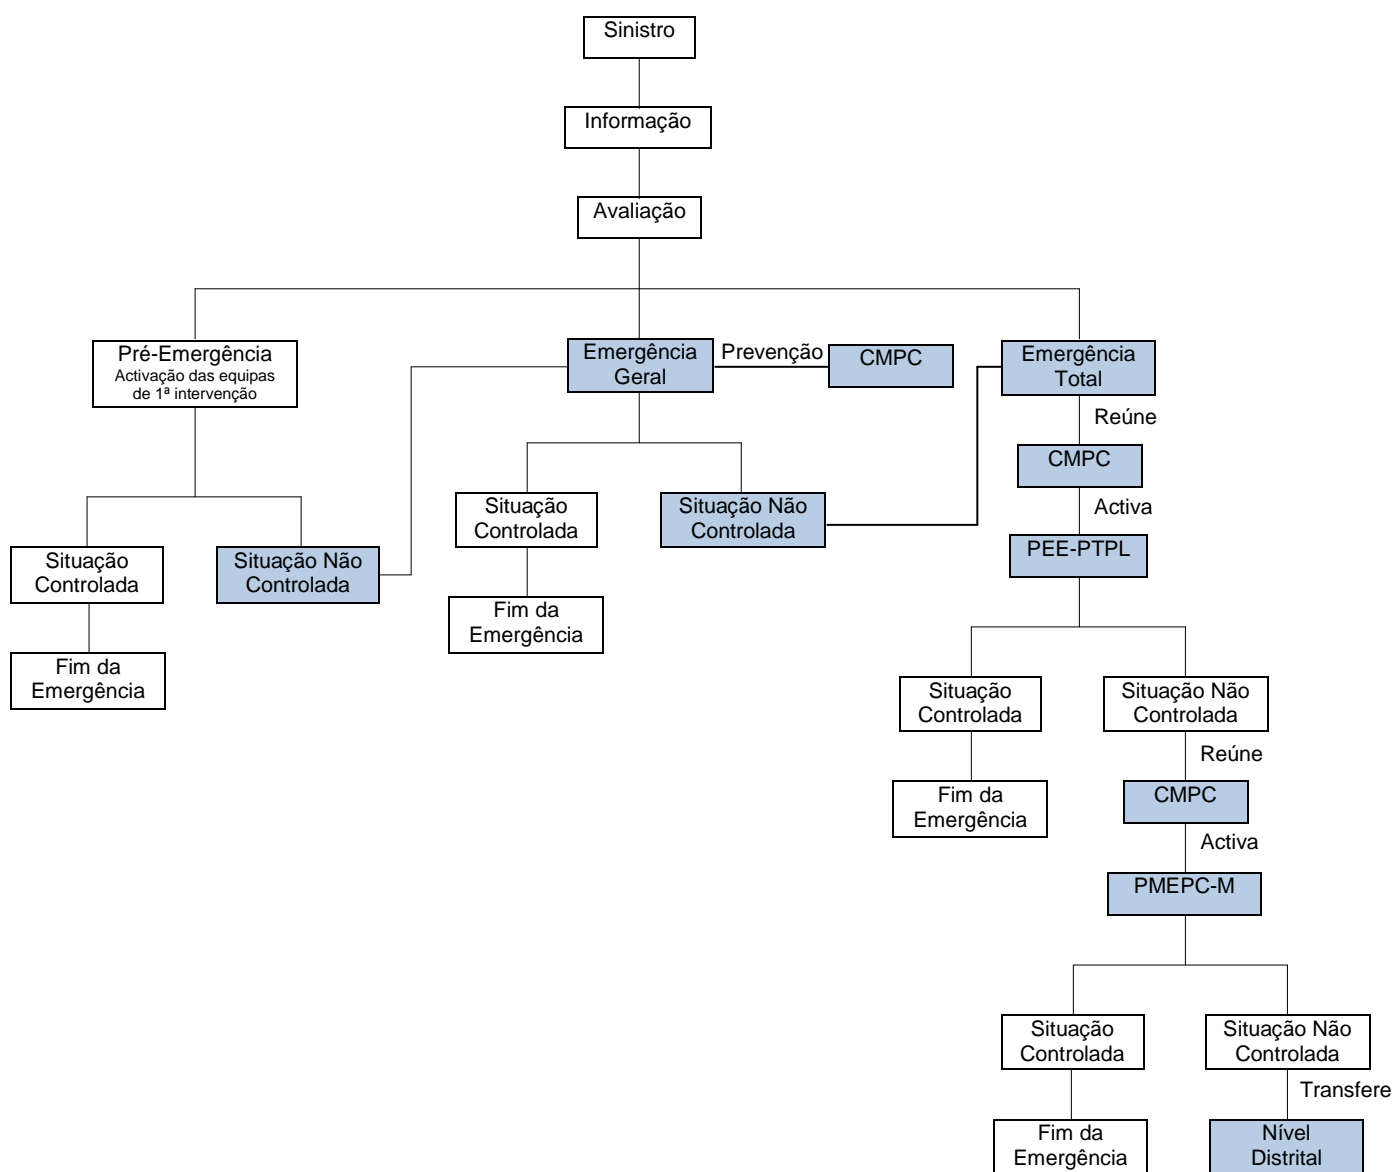 Sinistro
Informação
Avaliação
Pré-Emergência
Activação das equipas
de 1ª intervenção
Emergência
Geral
Prevenção
CMPC
Emergência
Total
Reúne
CMPC
Activa
PEE-PTPL
Situação
Controlada
Situação Não
Controlada
Situação
Controlada
Situação Não
Controlada
Fim da
Emergência
Fim da
Emergência
Situação
Controlada
Situação Não
Controlada
Reúne
Fim da
Emergência
CMPC
Activa
PMEPC-M
Situação
Controlada
Situação Não
Controlada
Transfere
Fim da
Emergência
Nível
Distrital